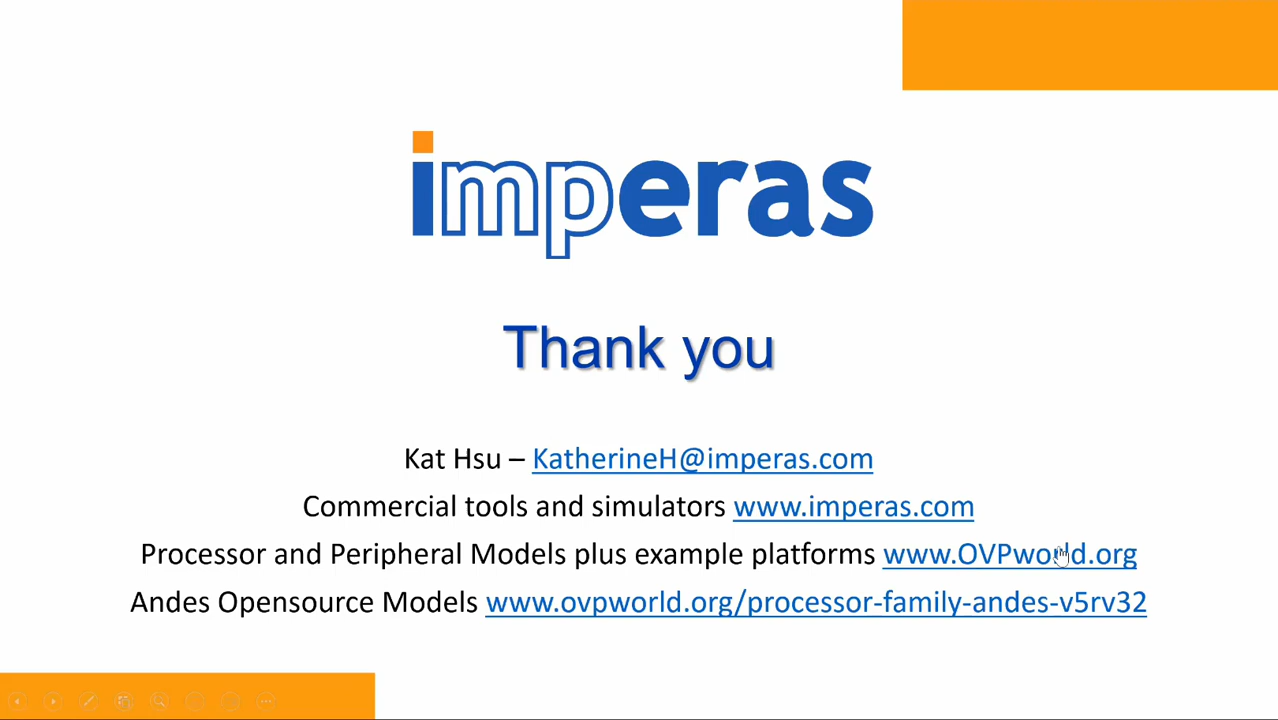 imperas
Thank you
Kat Hsu – KatherineH@imperas.com
Commercial tools and simulators www.imperas.com
Processor and Peripheral Models plus example platforms www.OVPworld.org
Andes Opensource Models www.ovpworld.org/processor-family-andes-v5rv32